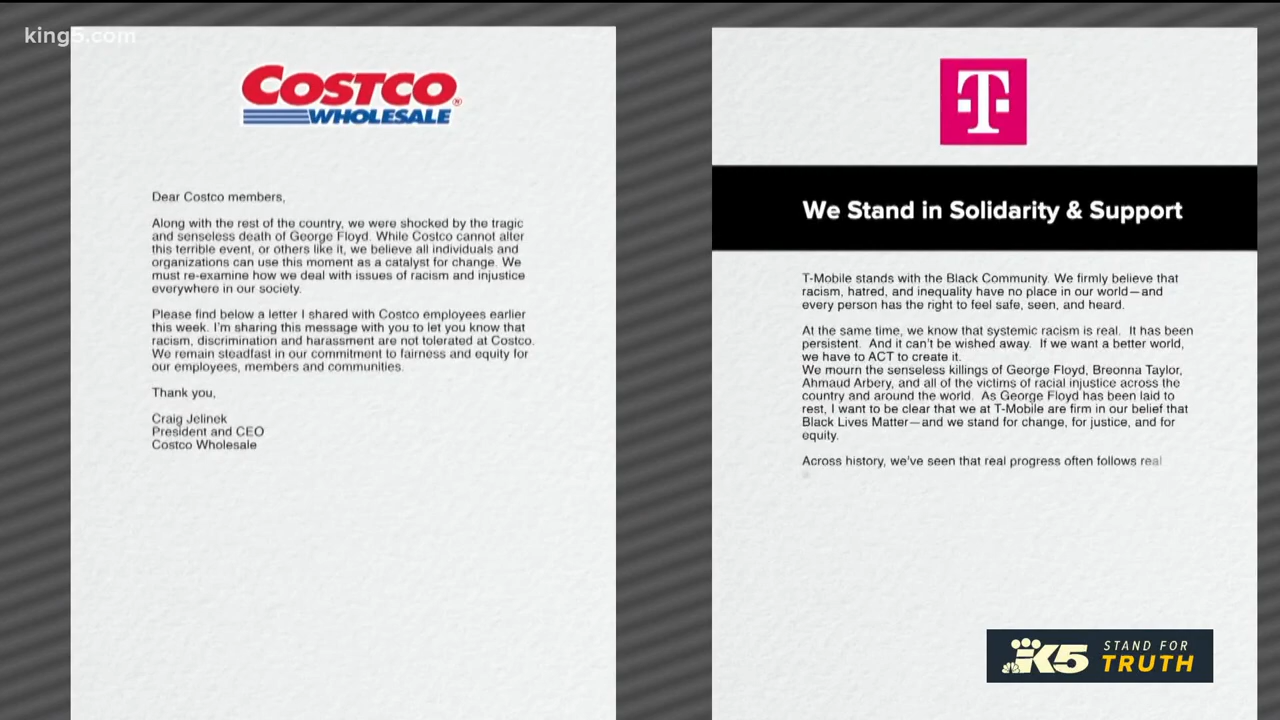 king5.com
COSTCO®
WHOLESALE
Dear Costco members,
Along with the rest of the country, we were shocked by the tragic
and senseless death of George Floyd. While Costco cannot alter
this terrible event, or others like it, we believe all individuals and
organizations can use this moment as a catalyst for change. We
must re-examine how we deal with issues of racism and injustice
everywhere in our society.
Please find below a letter I shared with Costco employees earlier
this week. I'm sharing this message with you to let you know that
racism, discrimination and harassment are not tolerated at Costco.
We remain steadfast in our commitment to fairness and equity for
our employees, members and communities.
Thank you,
Craig Jelinek
President and CEO
Costco Wholesale
T
We Stand in Solidarity & Support
T-Mobile stands with the Black Community. We firmly believe that
racism, hatred, and inequality have no place in our world—and
every person has the right to feel safe, seen, and heard.
At the same time, we know that systemic racism is real. It has been
persistent. And it can't be wished away. If we want a better world,
we have to ACT to create it.
We mourn the senseless killings of George Floyd, Breonna Taylor,
Ahmaud Arbery, and all of the victims of racial injustice across the
country and around the world. As George Floyd has been laid to
rest, I want to be clear that we at T-Mobile are firm in our belief that
Black Lives Matter—and we stand for change, for justice, and for
equity.
Across history, we've seen that real progress often follows real
K5 STAND FOR
TRUTH